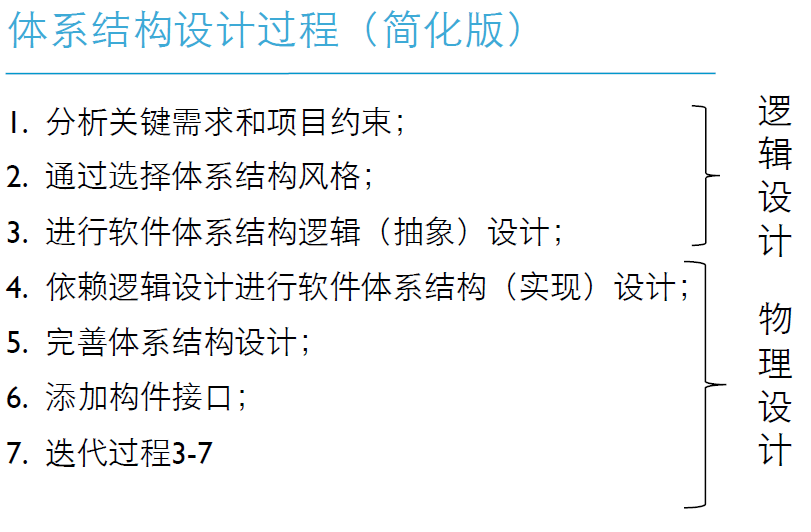 体系结构设计过程（简化版）
1. 分析关键需求和项目约束；
2. 通过选择体系结构风格；
3. 进行软件体系结构逻辑（抽象）设计；
4. 依赖逻辑设计进行软件体系结构（实现）设计；
5. 完善体系结构设计；
6. 添加构件接口；
7. 迭代过程3-7
逻辑设计
物理设计